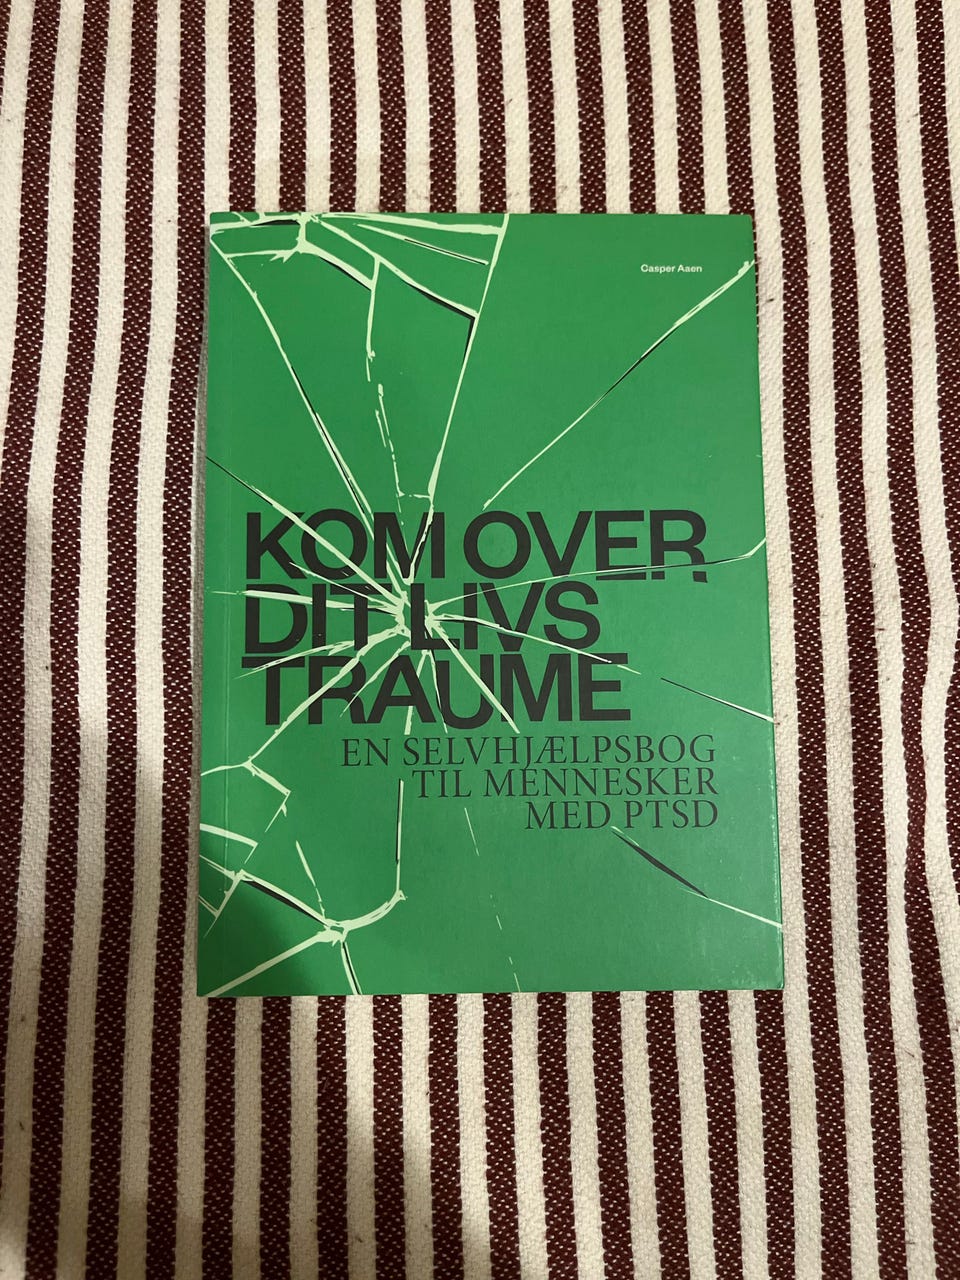 Casper Aaen
KOM OVER
DIT LIVS
TRAUME
EN SELVHJÆLPSBOG
TIL MENNESKER
MED PTSD